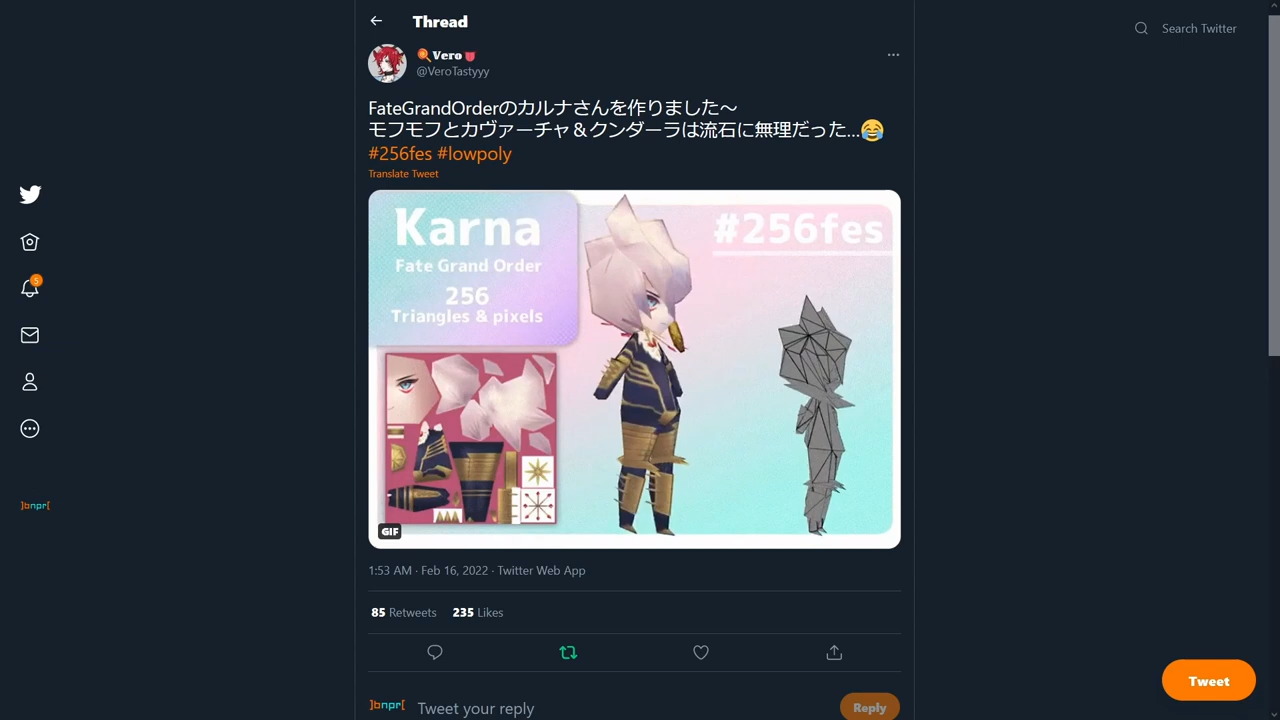 Thread
Search Twitter
Vero
@VeroTastyyy
FateGrandOrderのカルナさんを作りました〜
モフモフとカヴァーチャ＆クンダーラは流石に無理だった...😂
#256fes #lowpoly
Translate Tweet
Karna
Fate Grand Order
256
Triangles & pixels
#256fes
GIF
5
]bnpr[
1:53 AM · Feb 16, 2022 · Twitter Web App
85 Retweets 235 Likes
]bnpr[ Tweet your reply
Reply
Tweet